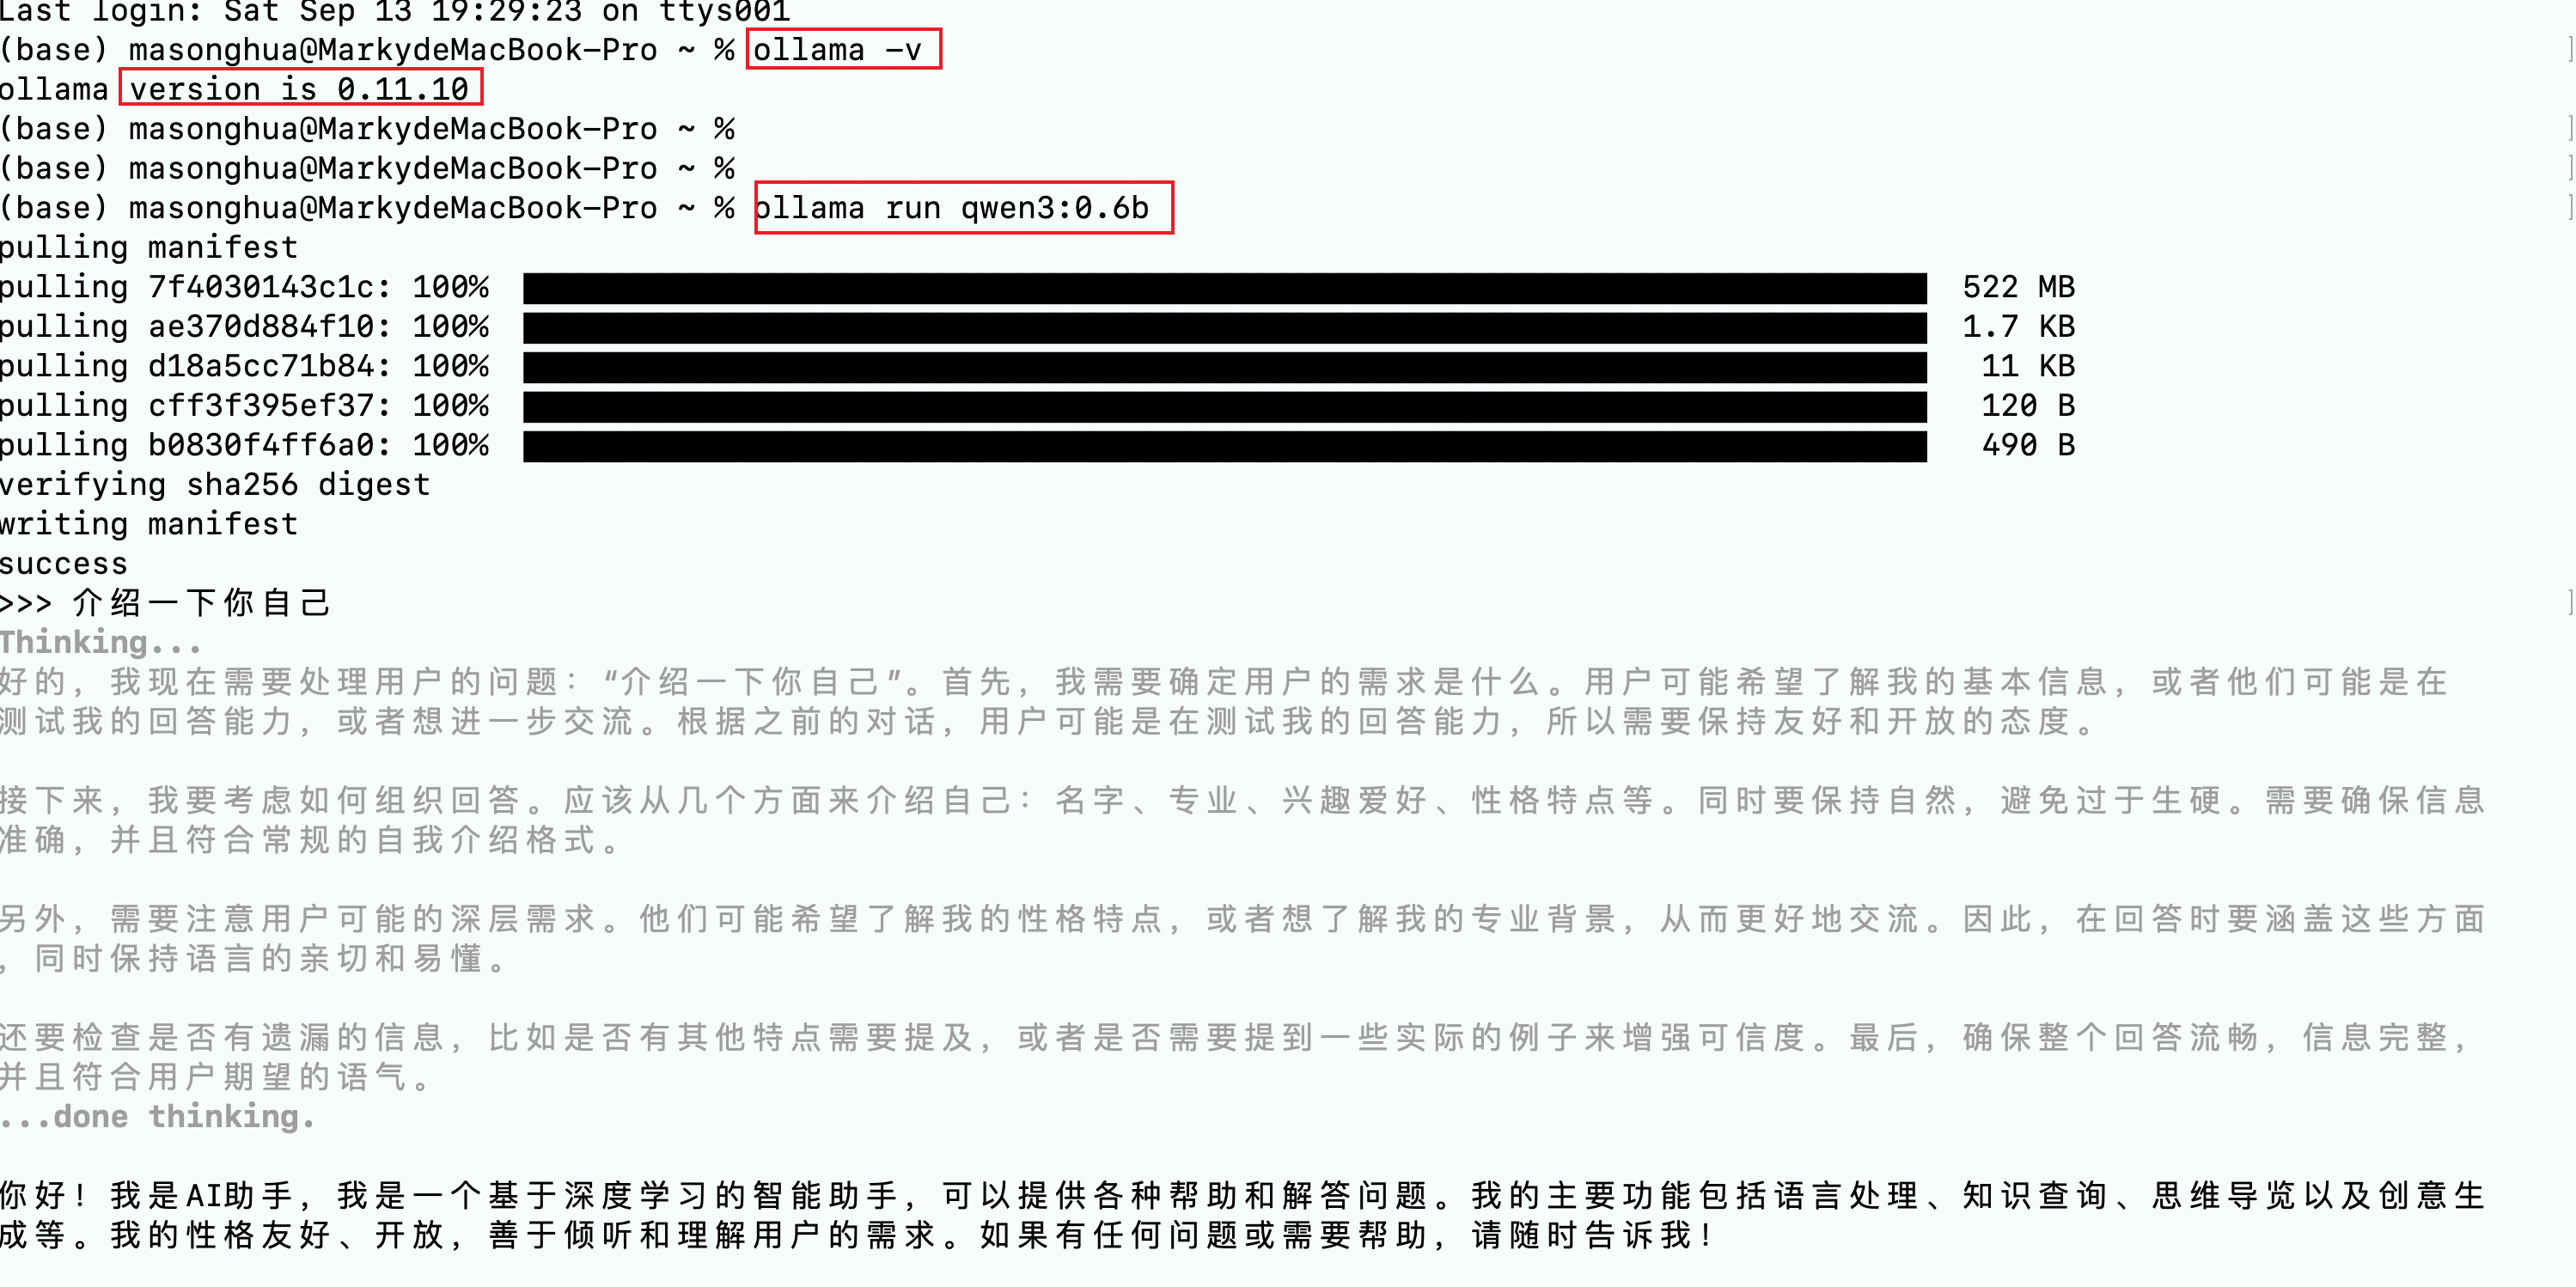 Last login: Sat Sep 13 19:29:23 on ttys001
(base) masonghua@MarkydeMacBook-Pro ~ % ollama -v
ollama version is 0.11.10
(base) masonghua@MarkydeMacBook-Pro ~ %
(base) masonghua@MarkydeMacBook-Pro ~ %
(base) masonghua@MarkydeMacBook-Pro ~ % ollama run qwen3:0.6b
pulling manifest
pulling 7f4030143c1c: 100% 522 MB
pulling ae370d884f10: 100% 1.7 KB
pulling d18a5cc71b84: 100% 11 KB
pulling cff3f395ef37: 100% 120 B
pulling b0830f4ff6a0: 100% 490 B
verifying sha256 digest
writing manifest
success
>>> 介绍一下你自己
Thinking...
好的，我现在需要处理用户的问题：“介绍一下你自己”。首先，我需要确定用户的需求是什么。用户可能希望了解我的基本信息，或者他们可能是在
测试我的回答能力，或者想进一步交流。根据之前的对话，用户可能是在测试我的回答能力，所以需要保持友好和开放的态度。
接下来，我要考虑如何组织回答。应该从几个方面来介绍自己：名字、专业、兴趣爱好、性格特点等。同时要保持自然，避免过于生硬。需要确保信息
准确，并且符合常规的自我介绍格式。
另外，需要注意用户可能的深层需求。他们可能希望了解我的性格特点，或者想了解我的专业背景，从而更好地交流。因此，在回答时要涵盖这些方面
，同时保持语言的亲切和易懂。
还要检查是否有遗漏的信息，比如是否有其他特点需要提及，或者是否需要提到一些实际的例子来增强可信度。最后，确保整个回答流畅，信息完整，
并且符合用户期望的语气。
...done thinking.
你好！我是AI助手，我是一个基于深度学习的智能助手，可以提供各种帮助和解答问题。我的主要功能包括语言处理、知识查询、思维导览以及创意生
成等。我的性格友好、开放，善于倾听和理解用户的需求。如果有任何问题或需要帮助，请随时告诉我！